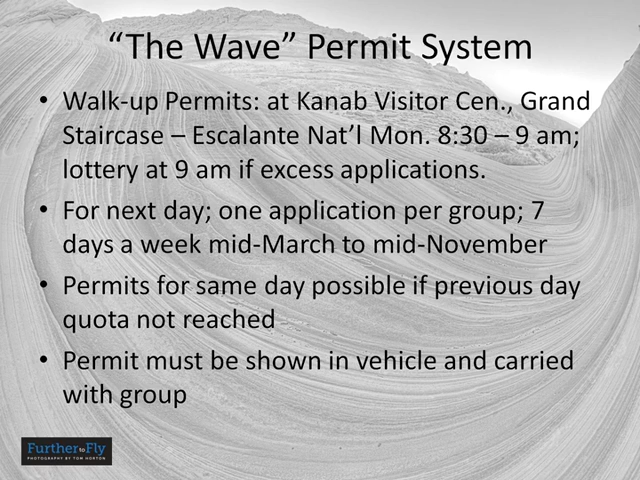 “The Wave” Permit System
• Walk-up Permits: at Kanab Visitor Cen., Grand
Staircase – Escalante Nat’l Mon. 8:30 – 9 am;
lottery at 9 am if excess applications.
• For next day; one application per group; 7
days a week mid-March to mid-November
• Permits for same day possible if previous day
quota not reached
• Permit must be shown in vehicle and carried
with group
Further to Fly
PHOTOGRAPHY BY TOM HORTON